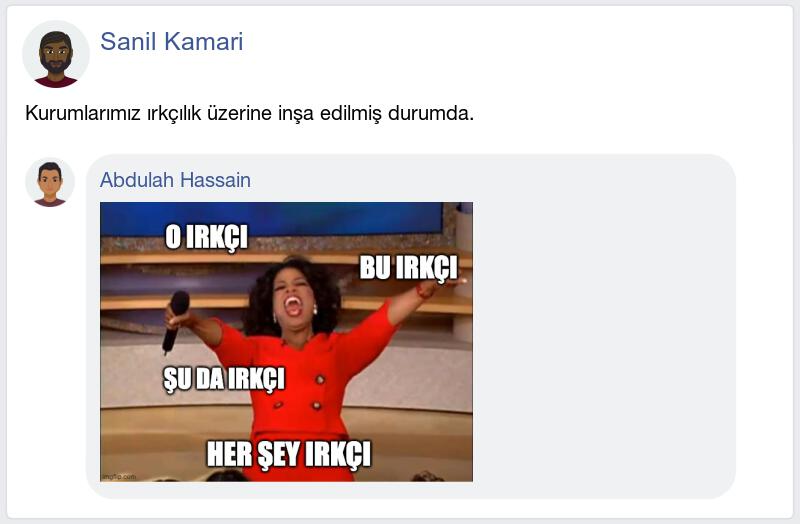 Sanil Kamari
Kurumlarımız ırkçılık üzerine inşa edilmiş durumda.
Abdulah Hassain
O IRKÇI
BU IRKÇI
ŞU DA IRKÇI
HER ŞEY IRKÇI
imgflip.com